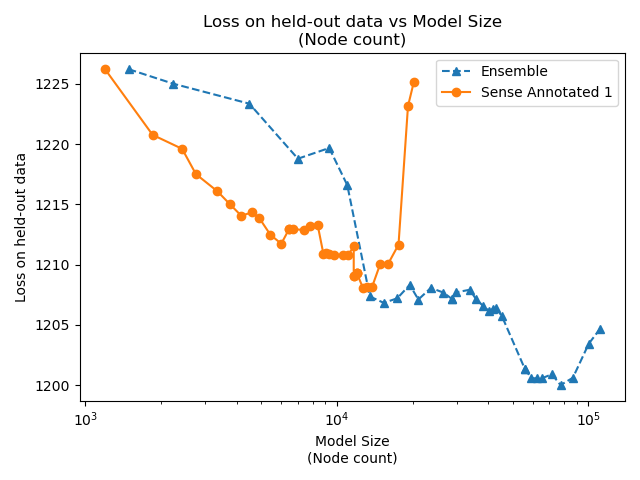 Loss on held-out data vs Model Size
(Node count)
Ensemble
Sense Annotated 1
Loss on held-out data
1225
1220
1215
1210
1205
1200
10³
10⁴
10⁵
Model Size
(Node count)